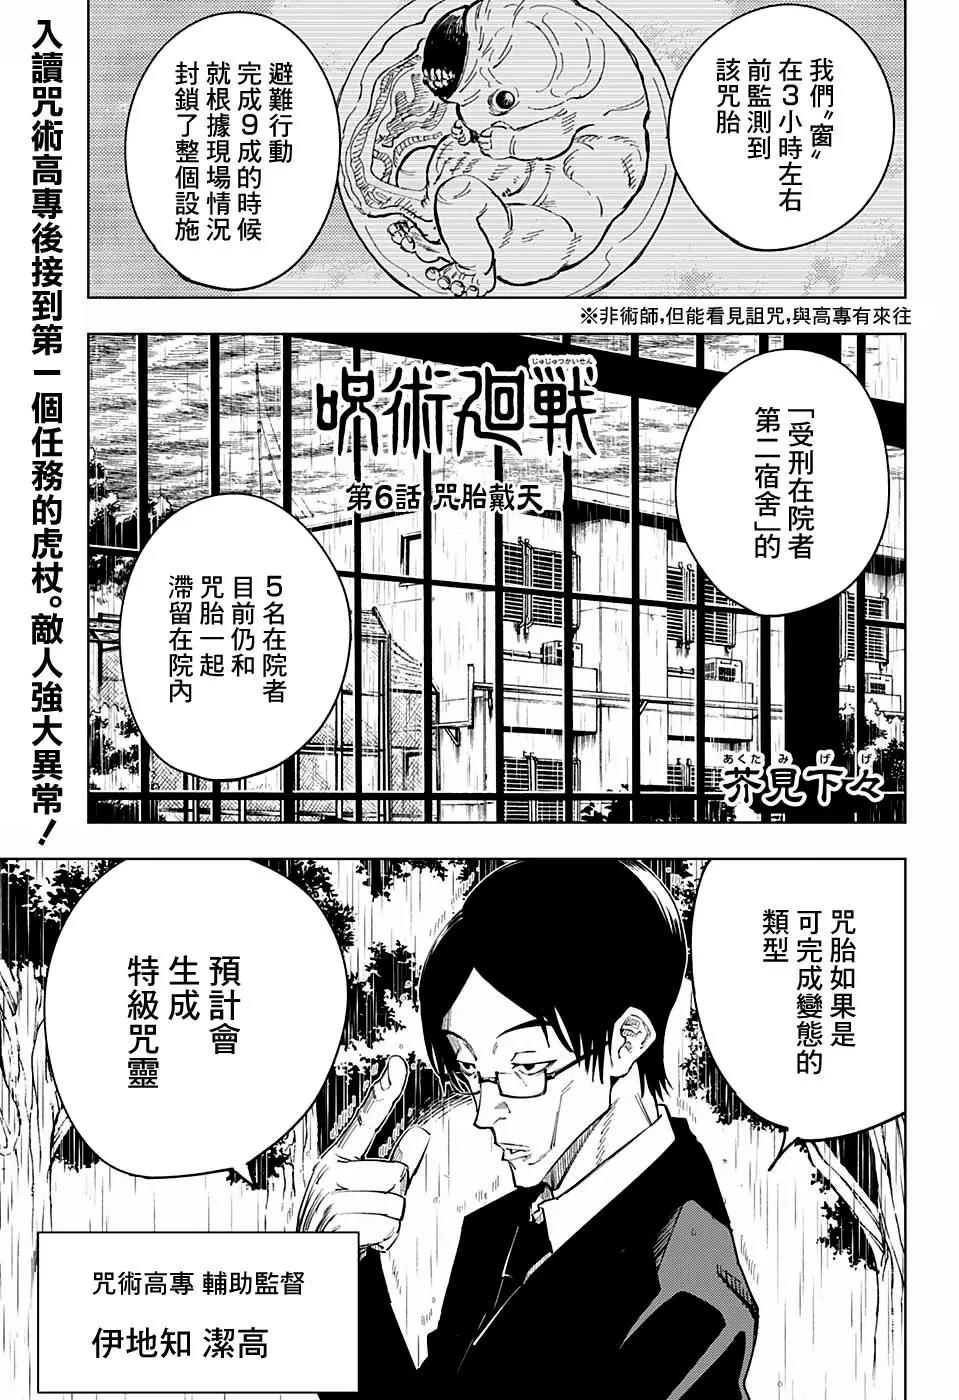 入讀咒術高專後接到第一個任務的虎杖。敵人強大異常！
我們〝窗〞
在3小時左右
前監測到
該咒胎
避難行動
完成9成的時候
就根據現場情況
封鎖了整個設施
※非術師,但能看見詛咒,與高專有來往
じゅじゅつかいせん
呪術廻戦
第6話 咒胎戴天
「受刑在院者
第二宿舍」的
5名在院者
目前仍和
咒胎一起
滯留在院內
あくたみげげ
芥見下々
咒胎如果是
可完成變態的
類型
預計會
生成
特級咒靈
咒術高專 輔助監督
伊地知 潔高